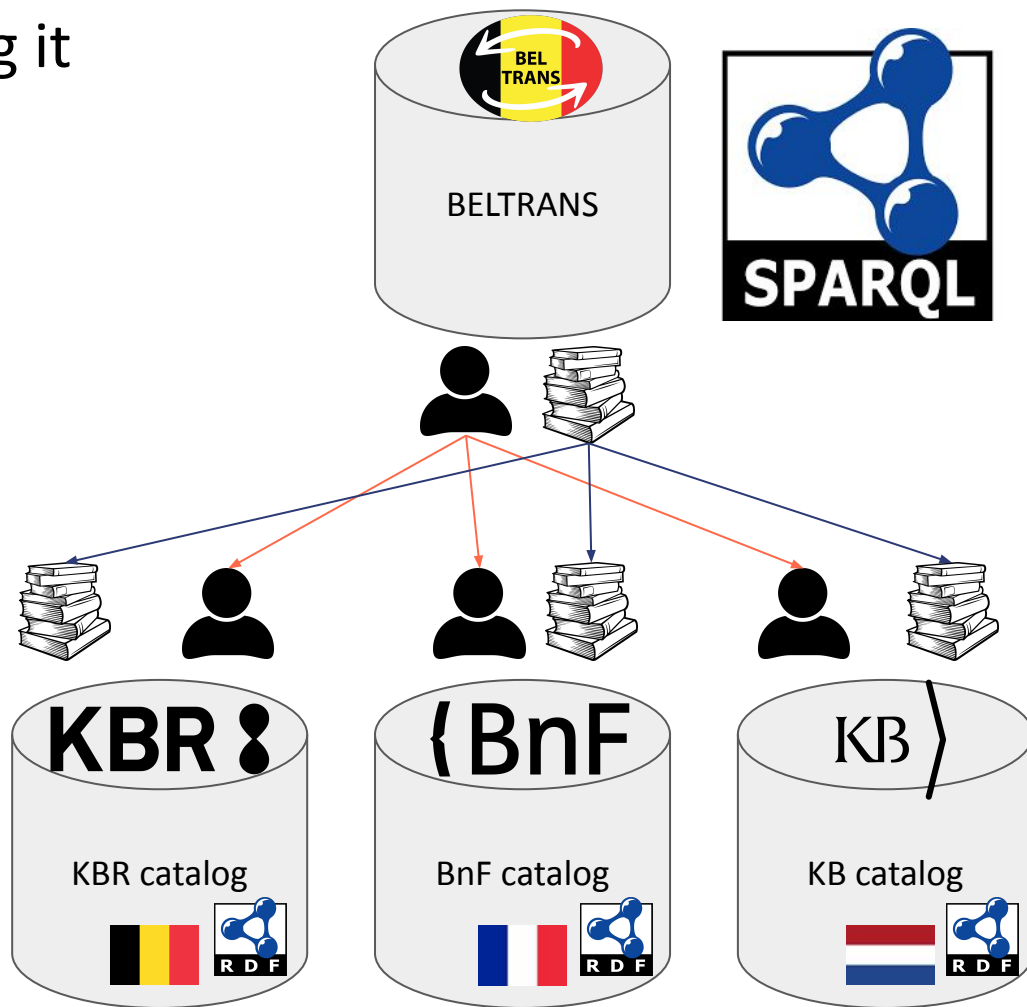 g it
BEL
TRANS
BELTRANS
SPARQL
KBR
{BnF
KB
KBR catalog
BnF catalog
KB catalog
RDF
RDF
RDF